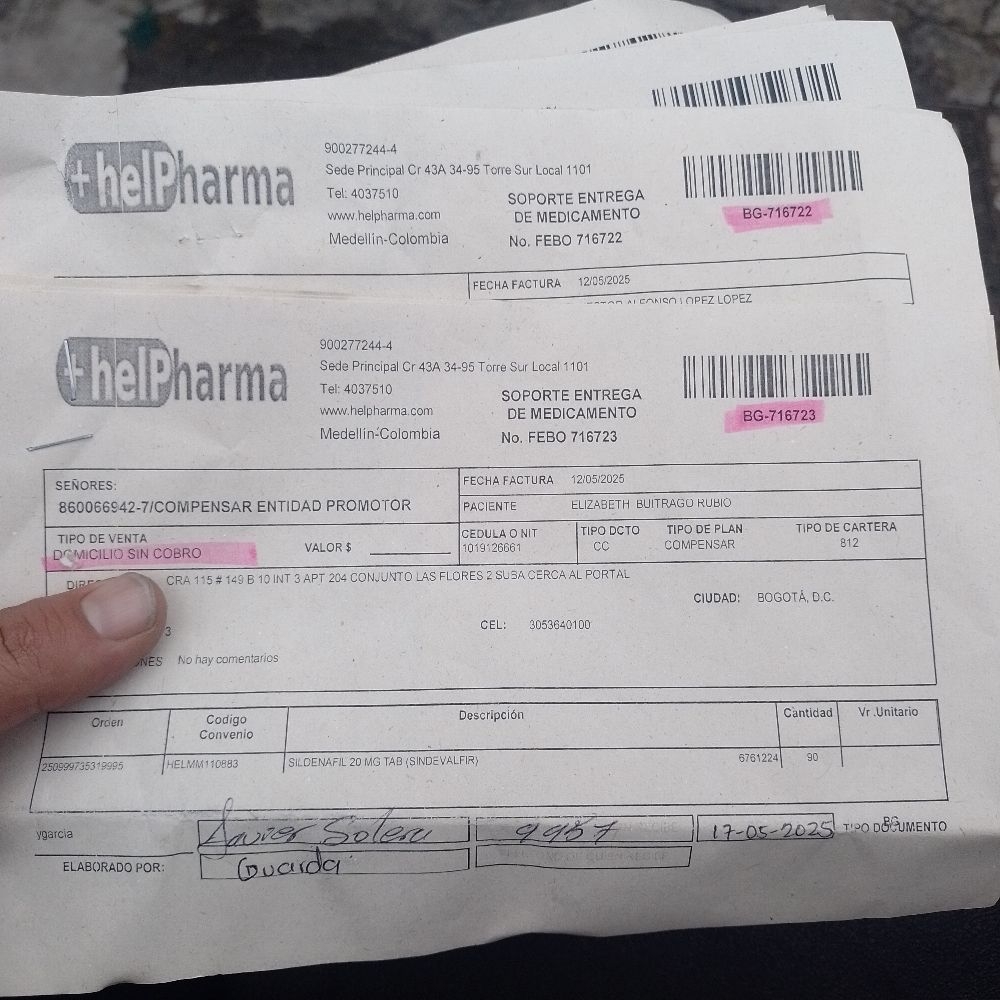 +helPharma
900277244-4
Sede Principal Cr 43A 34-95 Torre Sur Local 1101
Tel: 4037510
www.helpharma.com
Medellín-Colombia
SOPORTE ENTREGA
DE MEDICAMENTO
No. FEBO 716722
BG-716722
FECHA FACTURA 12/05/2025
ALFONSO LOPEZ LOPEZ
+helPharma
900277244-4
Sede Principal Cr 43A 34-95 Torre Sur Local 1101
Tel: 4037510
www.helpharma.com
Medellín-Colombia
SOPORTE ENTREGA
DE MEDICAMENTO
No. FEBO 716723
BG-716723
SEÑORES:
860066942-7/COMPENSAR ENTIDAD PROMOTOR
FECHA FACTURA 12/05/2025
PACIENTE ELIZABETH BUITRAGO RUBIO
TIPO DE VENTA
DOMICILIO SIN COBRO
VALOR $
CEDULA O NIT
1019126661
TIPO DCTO
CC
TIPO DE PLAN
COMPENSAR
TIPO DE CARTERA
812
CRA 115 # 149 B 10 INT 3 APT 204 CONJUNTO LAS FLORES 2 SUBA CERCA AL PORTAL
CIUDAD: BOGOTÁ, D.C.
3
CEL: 3053640100
No hay comentarios
Orden Codigo Convenio Descripción Cantidad Vr.Unitario
250999735319995 HELMM110883 SILDENAFIL 20 MG TAB (SINDEVALFIR) 6761224 90
ygarcia
Javier Solera 9957 17-05-2025
BG
TIPO DOCUMENTO
ELABORADO POR:
Guarda